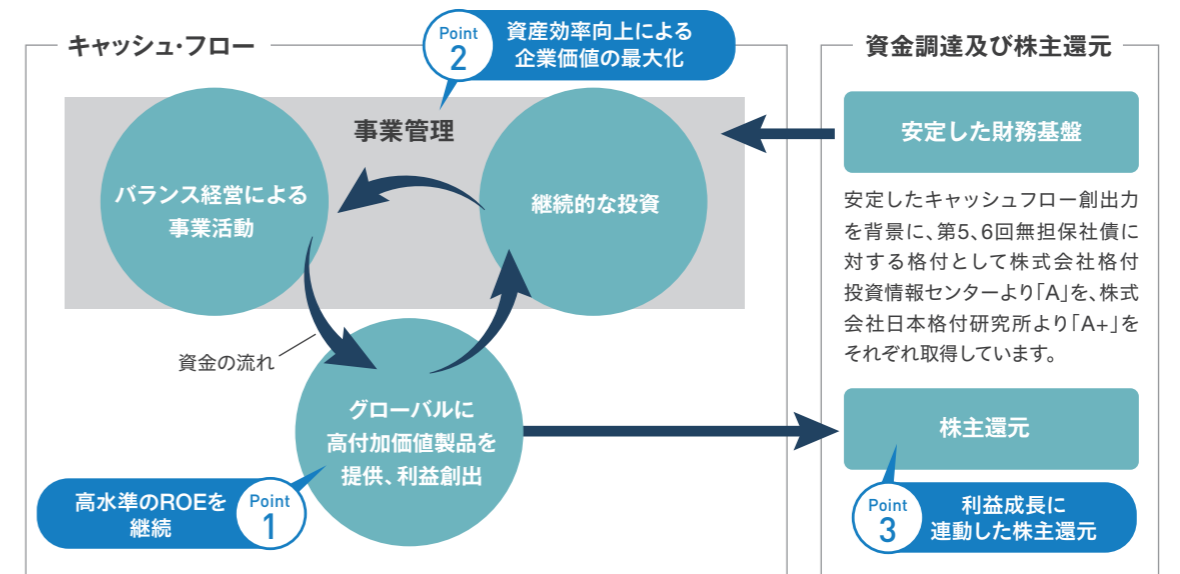 キャッシュ・フロー
Point
2
資産効率向上による
企業価値の最大化
事業管理
バランス経営による
事業活動
継続的な投資
資金の流れ
グローバルに
高付加価値製品を
提供、利益創出
高水準のROEを
継続
Point
1
資金調達及び株主還元
安定した財務基盤
安定したキャッシュフロー創出力
を背景に、第5、6回無担保社債に
対する格付として株式会社格付
投資情報センターより「A」を、株式
会社日本格付研究所より「A+」を
それぞれ取得しています。
株主還元
Point
3
利益成長に
連動した株主還元